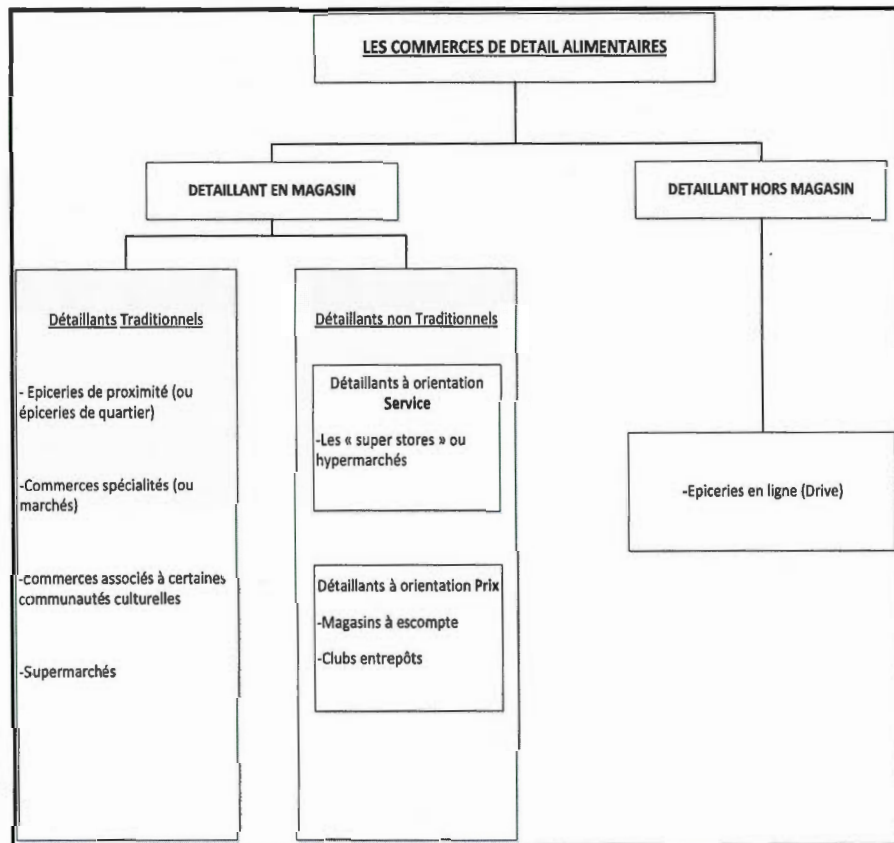 LES COMMERCES DE DETAIL ALIMENTAIRES
DETAILLANT EN MAGASIN
DETAILLANT HORS MAGASIN
Détaillants Traditionnels
- Epiceries de proximité (ou
épiceries de quartier)
-Commerces spécialités (ou
marchés)
-commerces associés à certaines
communautés culturelles
-Supermarchés
Détaillants non Traditionnels
Détaillants à orientation
Service
-Les « super stores » ou
hypermarchés
Détaillants à orientation Prix
-Magasins à escompte
-Clubs entrepôts
-Epiceries en ligne (Drive)